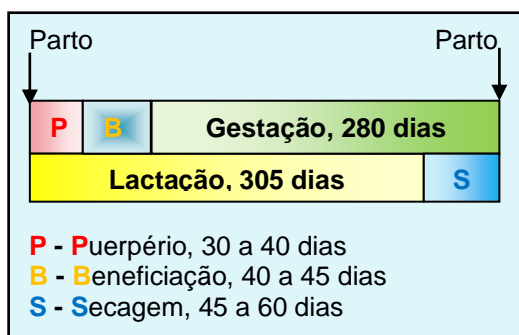 Parto Parto
P B Gestação, 280 dias
Lactação, 305 dias S
P - Puerpério, 30 a 40 dias
B - Beneficiação, 40 a 45 dias
S - Secagem, 45 a 60 dias